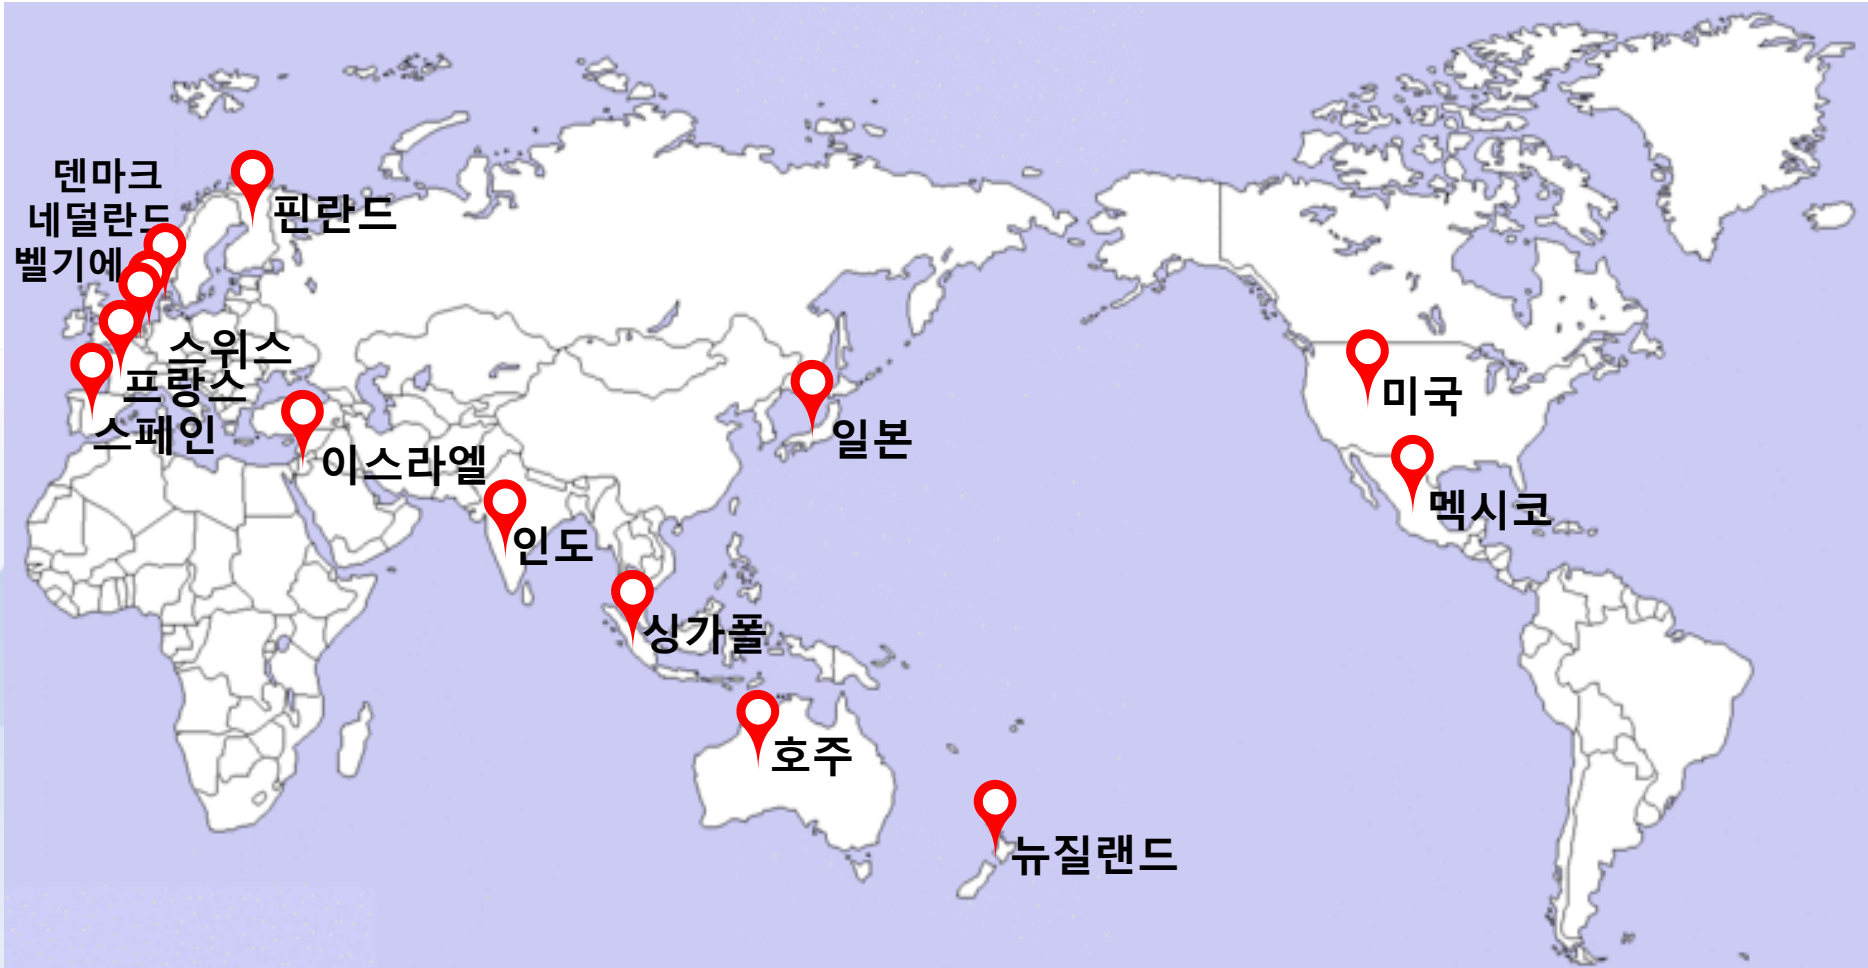 덴마크
네덜란드
벨기에
핀란드
스위스
프랑스
스페인
이스라엘
인도
일본
싱가폴
호주
뉴질랜드
미국
멕시코